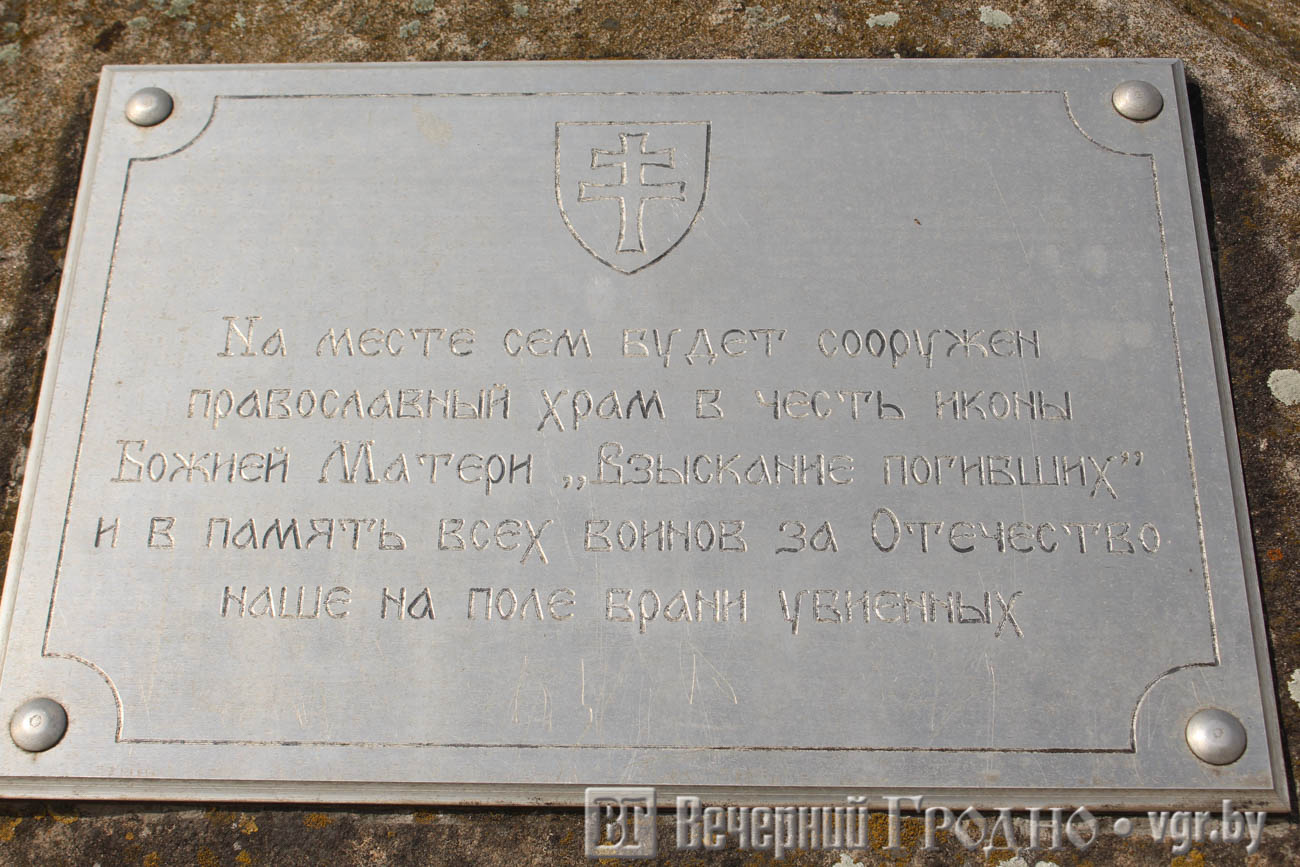 На месте сем будет сооружен
православный храм в честь иконы
Божией Матери „Взыскание погибших”
и в память всех воинов за Отечество
наше на поле брани убиенных
ВГ Вечерний Гродно • vgr.by